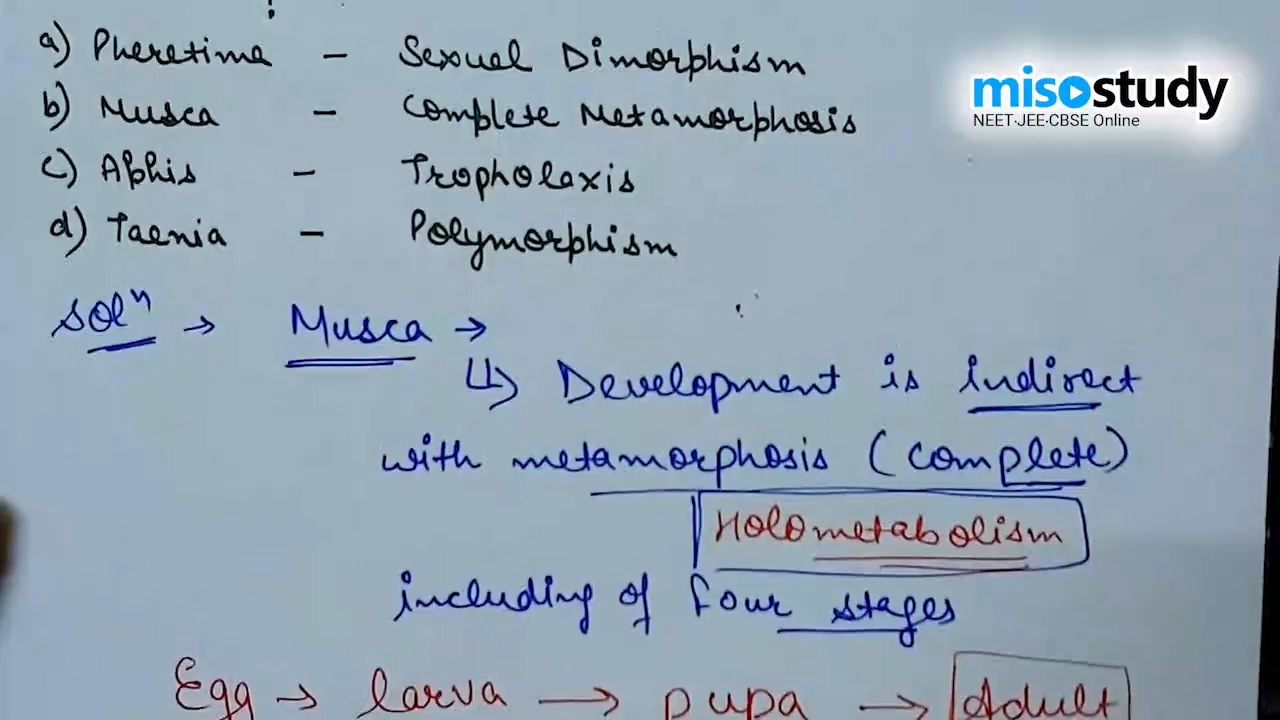 a) Pheretima - Sexual Dimorphism
misostudy
NEET·JEE·CBSE Online
b) Musca - Complete Metamorphosis
c) Aphis - Tropholaxis
d) Taenia - Polymorphism
Solⁿ → Musca →
↳ Development is indirect
with metamorphosis (complete)
Holometabolism
including of four stages
Egg → larva → pupa → Adult